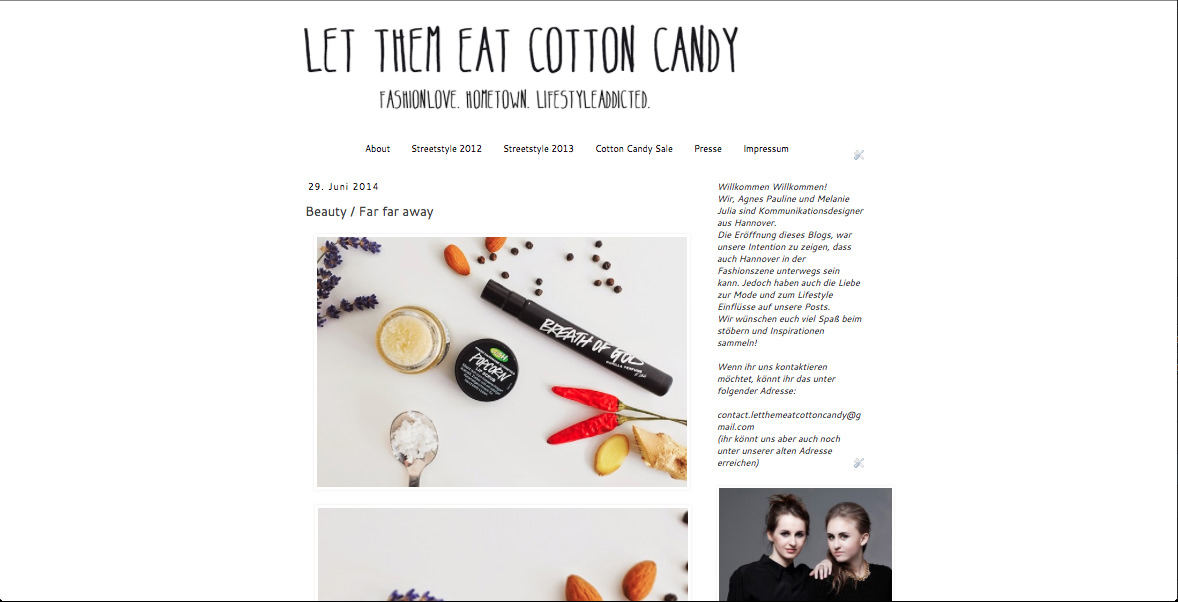 LET THEM EAT COTTON CANDY
FASHIONLOVE. HOMETOWN. LIFESTYLEADDICTED.
About Streetstyle 2012 Streetstyle 2013 Cotton Candy Sale Presse Impressum
29. Juni 2014
Beauty / Far far away
BREATH OF GOD
VANILLA PERFUME
POPCORN
LIP SCRUB
Willkommen Willkommen!
Wir, Agnes Pauline und Melanie
Julia sind Kommunikationsdesigner
aus Hannover.
Die Eröffnung dieses Blogs, war
unsere Intention zu zeigen, dass
auch Hannover in der
Fashionszene unterwegs sein
kann. Jedoch haben auch die Liebe
zur Mode und zum Lifestyle
Einflüsse auf unsere Posts.
Wir wünschen euch viel Spaß beim
stöbern und Inspirationen
sammeln!
Wenn ihr uns kontaktieren
möchtet, könnt ihr das unter
folgender Adresse:
contact.letthemeatcottoncandy@g
mail.com
(ihr könnt uns aber auch noch
unter unserer alten Adresse
erreichen)